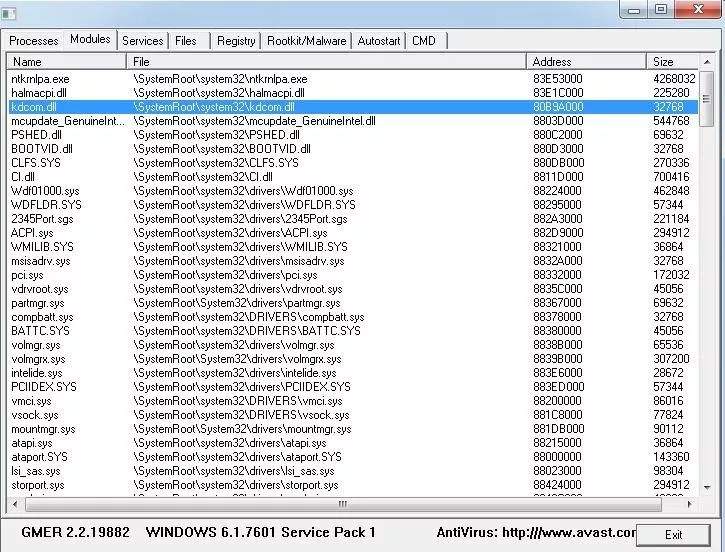 Processes Modules Services Files Registry Rootkit/Malware Autostart CMD
Name File Address Size
ntkrnlpa.exe \SystemRoot\system32\ntkrnlpa.exe 83E53000 4268032
halmacpi.dll \SystemRoot\system32\halmacpi.dll 83E1C000 225280
kdcom.dll \SystemRoot\system32\kdcom.dll 80B9A000 32768
mcupdate_GenuineInt... \SystemRoot\system32\mcupdate_GenuineIntel.dll 8803D000 544768
PSHED.dll \SystemRoot\system32\PSHED.dll 880C2000 69632
BOOTVID.dll \SystemRoot\system32\BOOTVID.dll 880D3000 32768
CLFS.SYS \SystemRoot\system32\CLFS.SYS 880DB000 270336
CI.dll \SystemRoot\system32\CI.dll 8811D000 700416
Wdf01000.sys \SystemRoot\system32\drivers\Wdf01000.sys 88224000 462848
WDFLDR.SYS \SystemRoot\system32\drivers\WDFLDR.SYS 88295000 57344
2345Port.sgs \SystemRoot\system32\drivers\2345Port.sgs 882A3000 221184
ACPI.sys \SystemRoot\system32\drivers\ACPI.sys 882D9000 294912
WMILIB.SYS \SystemRoot\system32\drivers\WMILIB.SYS 88321000 36864
msisadrv.sys \SystemRoot\system32\drivers\msisadrv.sys 8832A000 32768
pci.sys \SystemRoot\system32\drivers\pci.sys 88332000 172032
vdrvroot.sys \SystemRoot\system32\drivers\vdrvroot.sys 8835C000 45056
partmgr.sys \SystemRoot\System32\drivers\partmgr.sys 88367000 69632
compbatt.sys \SystemRoot\system32\DRIVERS\compbatt.sys 88378000 32768
BATTC.SYS \SystemRoot\system32\DRIVERS\BATTC.SYS 88380000 45056
volmgr.sys \SystemRoot\system32\drivers\volmgr.sys 8838B000 65536
volmgrx.sys \SystemRoot\System32\drivers\volmgrx.sys 8839B000 307200
intelide.sys \SystemRoot\system32\drivers\intelide.sys 883E6000 28672
PCIIDEX.SYS \SystemRoot\system32\drivers\PCIIDEX.SYS 883ED000 57344
vmci.sys \SystemRoot\system32\DRIVERS\vmci.sys 88200000 86016
vsock.sys \SystemRoot\system32\DRIVERS\vsock.sys 881C8000 77824
mountmgr.sys \SystemRoot\System32\drivers\mountmgr.sys 881DB000 90112
atapi.sys \SystemRoot\system32\drivers\atapi.sys 88215000 36864
ataport.SYS \SystemRoot\system32\drivers\ataport.SYS 88000000 143360
lsi_sas.sys \SystemRoot\system32\drivers\lsi_sas.sys 88023000 98304
storport.sys \SystemRoot\system32\drivers\storport.sys 88424000 294912
GMER 2.2.19882 WINDOWS 6.1.7601 Service Pack 1 AntiVirus: http:///www.avast.com Exit